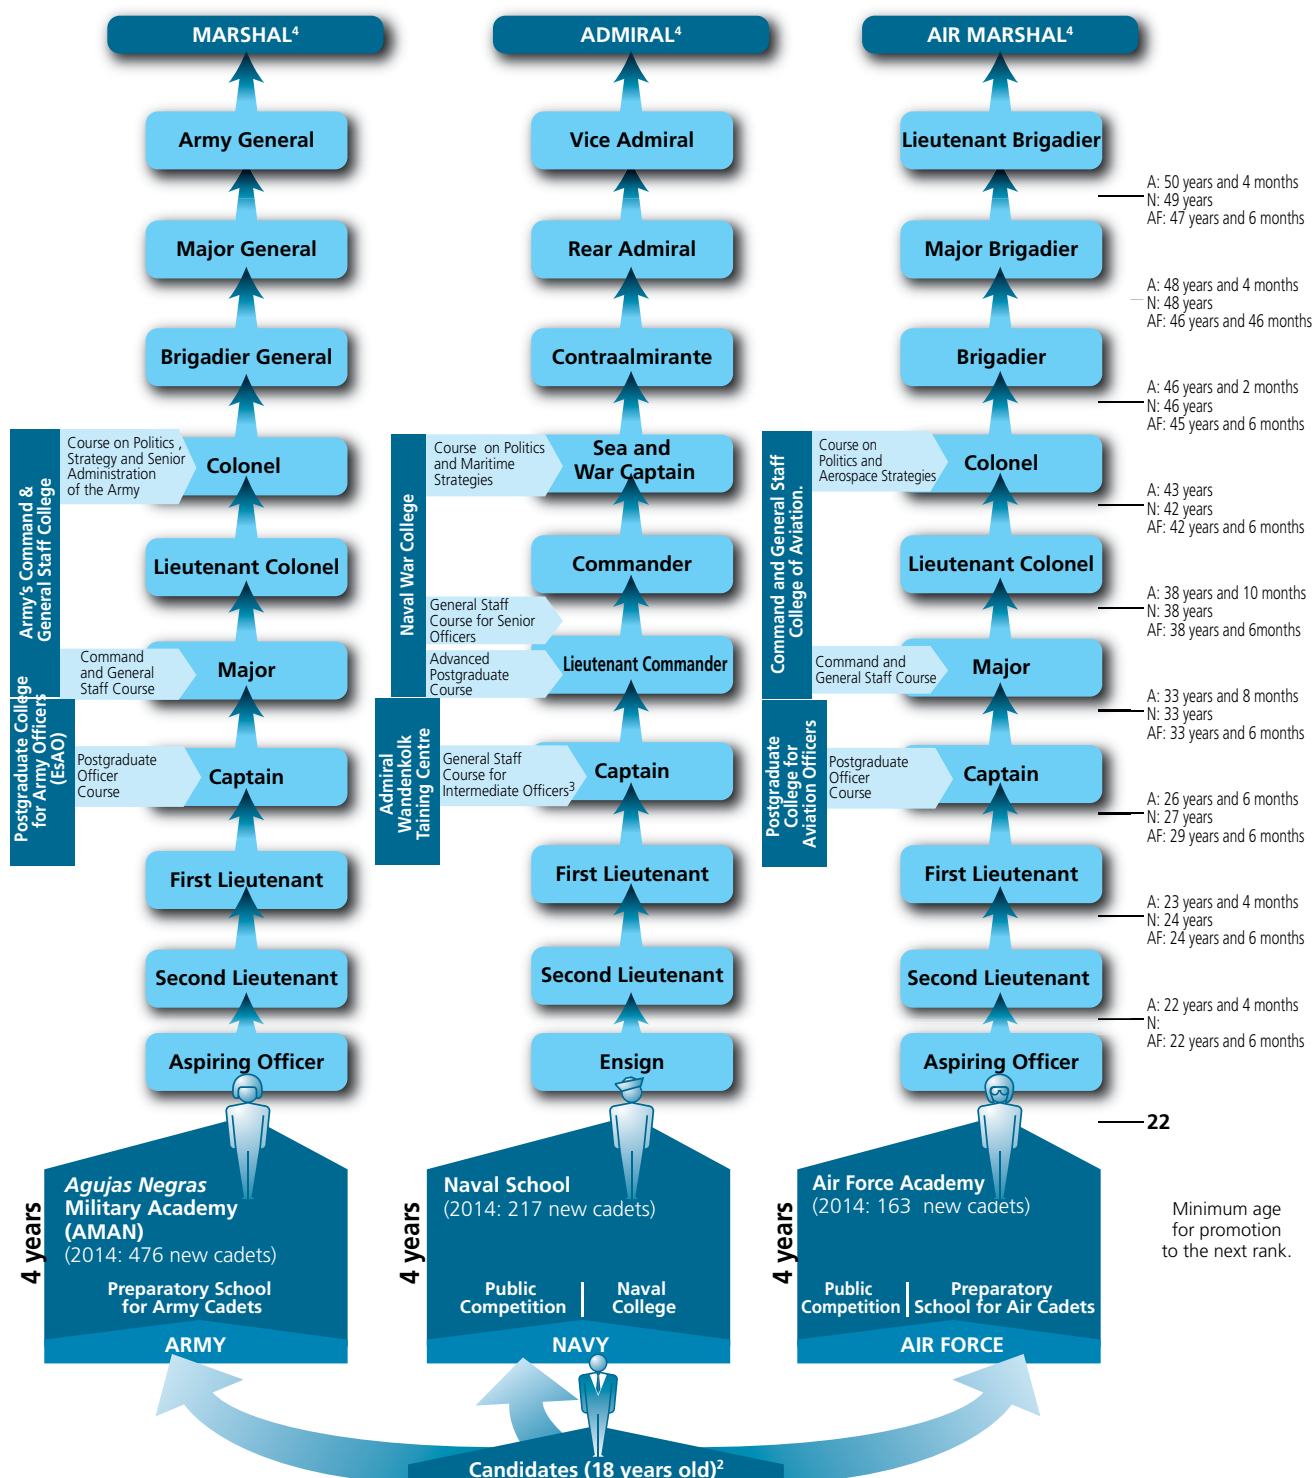 MARSHAL⁴
ADMIRAL⁴
AIR MARSHAL⁴
Army General
Vice Admiral
Lieutenant Brigadier
A: 50 years and 4 months
N: 49 years
AF: 47 years and 6 months
Major General
Rear Admiral
Major Brigadier
A: 48 years and 4 months
N: 48 years
AF: 46 years and 46 months
Brigadier General
Contraalmirante
Brigadier
A: 46 years and 2 months
N: 46 years
AF: 45 years and 6 months
Army's Command &
General Staff College
Course on Politics ,
Strategy and Senior
Administration
of the Army
Colonel
Naval War College
Course on Politics
and Maritime
Strategies
Sea and
War Captain
Command and General Staff
College of Aviation.
Course on
Politics and
Aerospace Strategies
Colonel
A: 43 years
N: 42 years
AF: 42 years and 6 months
Lieutenant Colonel
Commander
Lieutenant Colonel
A: 38 years and 10 months
N: 38 years
AF: 38 years and 6months
General Staff
Course for Senior
Officers
Command
and General
Staff Course
Major
Advanced
Postgraduate
Course
Lieutenant Commander
Command and
General Staff Course
Major
A: 33 years and 8 months
N: 33 years
AF: 33 years and 6 months
Postgraduate College
for Army Officers
(EsAO)
Postgraduate
Officer
Course
Captain
Admiral
Wandenkolk
Taining Centre
General Staff
Course for
Intermediate Officers³
Captain
Postgraduate
College for
Aviation Officers
Postgraduate
Officer
Course
Captain
A: 26 years and 6 months
N: 27 years
AF: 29 years and 6 months
First Lieutenant
First Lieutenant
First Lieutenant
A: 23 years and 4 months
N: 24 years
AF: 24 years and 6 months
Second Lieutenant
Second Lieutenant
Second Lieutenant
A: 22 years and 4 months
N:
AF: 22 years and 6 months
Aspiring Officer
Ensign
Aspiring Officer
22
4 years
Agujas Negras
Military Academy
(AMAN)
(2014: 476 new cadets)
Preparatory School
for Army Cadets
ARMY
4 years
Naval School
(2014: 217 new cadets)
Public
Competition
Naval
College
NAVY
4 years
Air Force Academy
(2014: 163 new cadets)
Public
Competition
Preparatory
School for Air Cadets
AIR FORCE
Minimum age
for promotion
to the next rank.
Candidates (18 years old)²